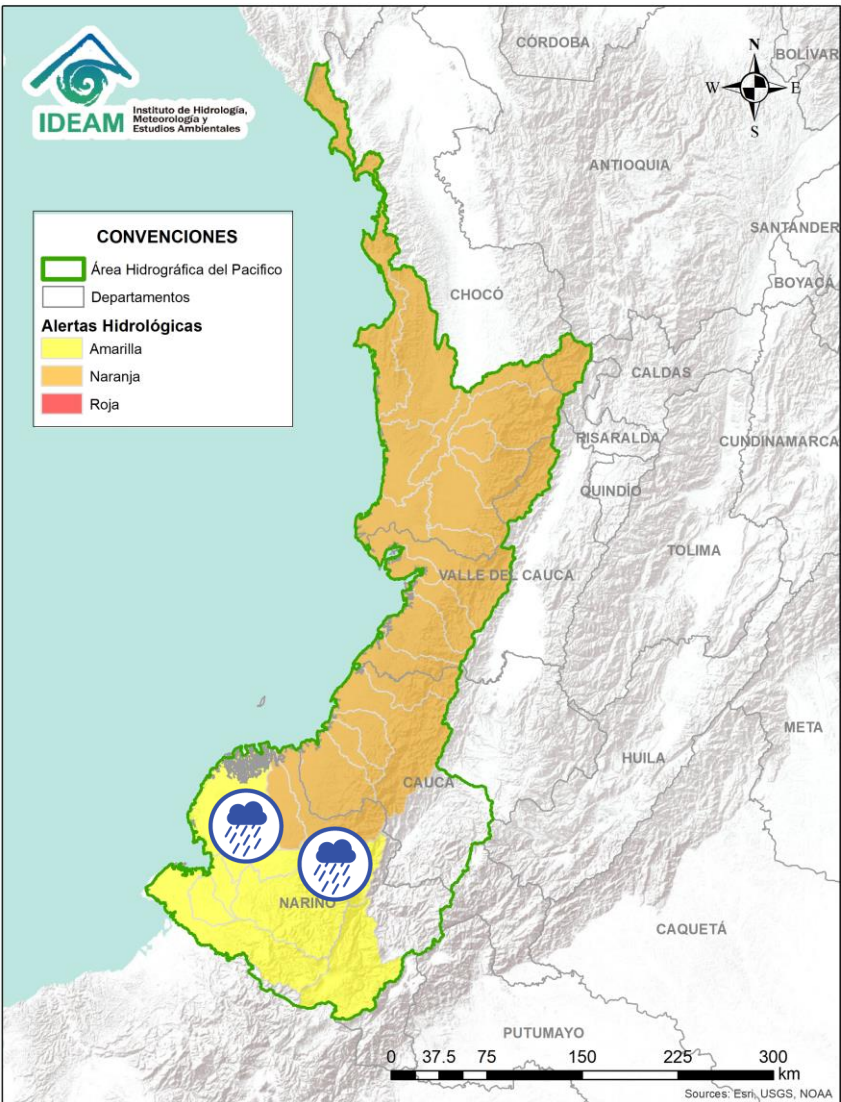 IDEAM
Instituto de Hidrología,
Meteorología y
Estudios Ambientales
CÓRDOBA
BOLÍVAR
N
W
E
S
ANTIOQUIA
SANTANDER
BOYACÁ
CONVENCIONES
Área Hidrográfica del Pacifico
Departamentos
Alertas Hidrológicas
Amarilla
Naranja
Roja
CHOCÓ
CALDAS
RISARALDA
CUNDINAMARCA
QUINDÍO
TOLIMA
VALLE DEL CAUCA
META
HUILA
CAUCA
NARIÑO
CAQUETÁ
PUTUMAYO
0 37.5 75 150 225 300
km
Sources: Esri, USGS, NOAA